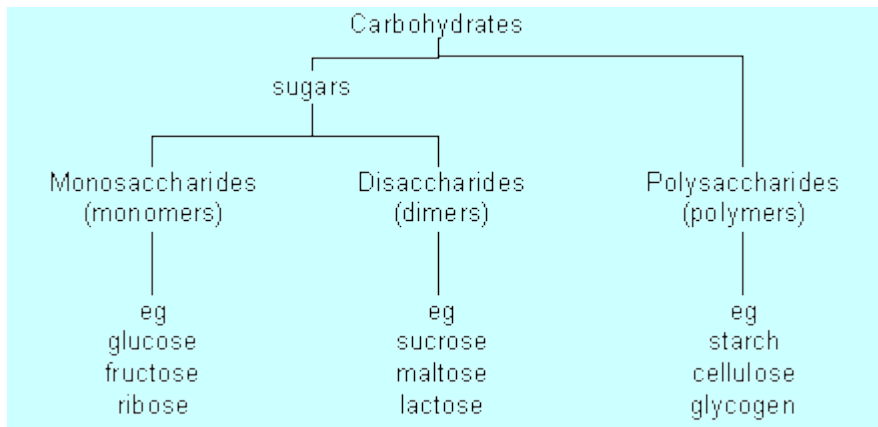 Carbohydrates
sugars
Monosaccharides
(monomers)
Disaccharides
(dimers)
Polysaccharides
(polymers)
eg
glucose
fructose
ribose
eg
sucrose
maltose
lactose
eg
starch
cellulose
glycogen